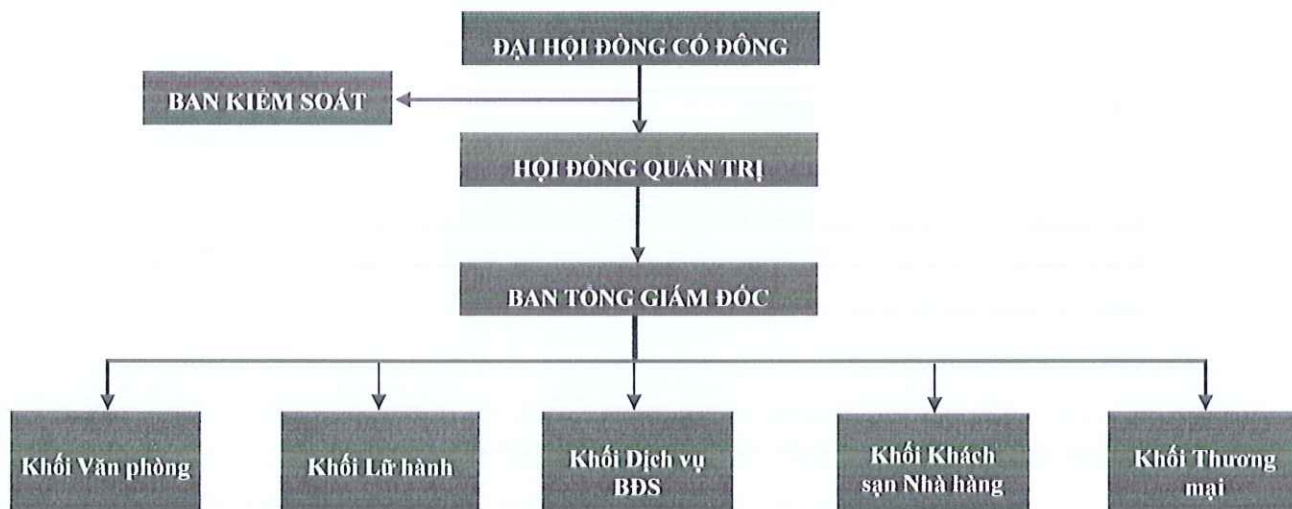 ĐẠI HỘI ĐỒNG CỔ ĐÔNG
BAN KIỂM SOÁT
HỘI ĐỒNG QUẢN TRỊ
BAN TỔNG GIÁM ĐỐC
Khối Văn phòng
Khối Lữ hành
Khối Dịch vụ
BĐS
Khối Khách
sạn Nhà hàng
Khối Thương
mại